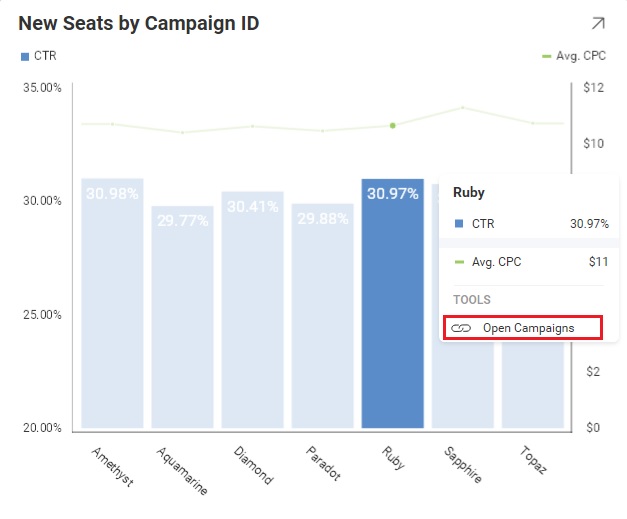 New Seats by Campaign ID
CTR
Avg. CPC
35.00%
$12
$10
30.00%
25.00%
20.00%
$2
$0
30.98%
29.77%
30.41%
29.88%
30.97%
Ruby
CTR 30.97%
Avg. CPC $11
TOOLS
Open Campaigns
Amethyst
Aquamarine
Diamond
Paradot
Ruby
Sapphire
Topaz